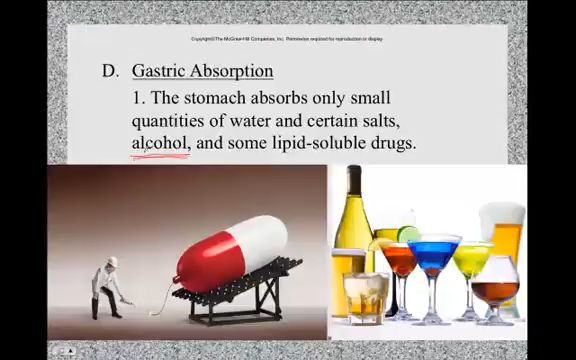 Copyright©The McGraw-Hill Companies, Inc. Permission required for reproduction or display.
D. Gastric Absorption
1. The stomach absorbs only small
quantities of water and certain salts,
alcohol, and some lipid-soluble drugs.